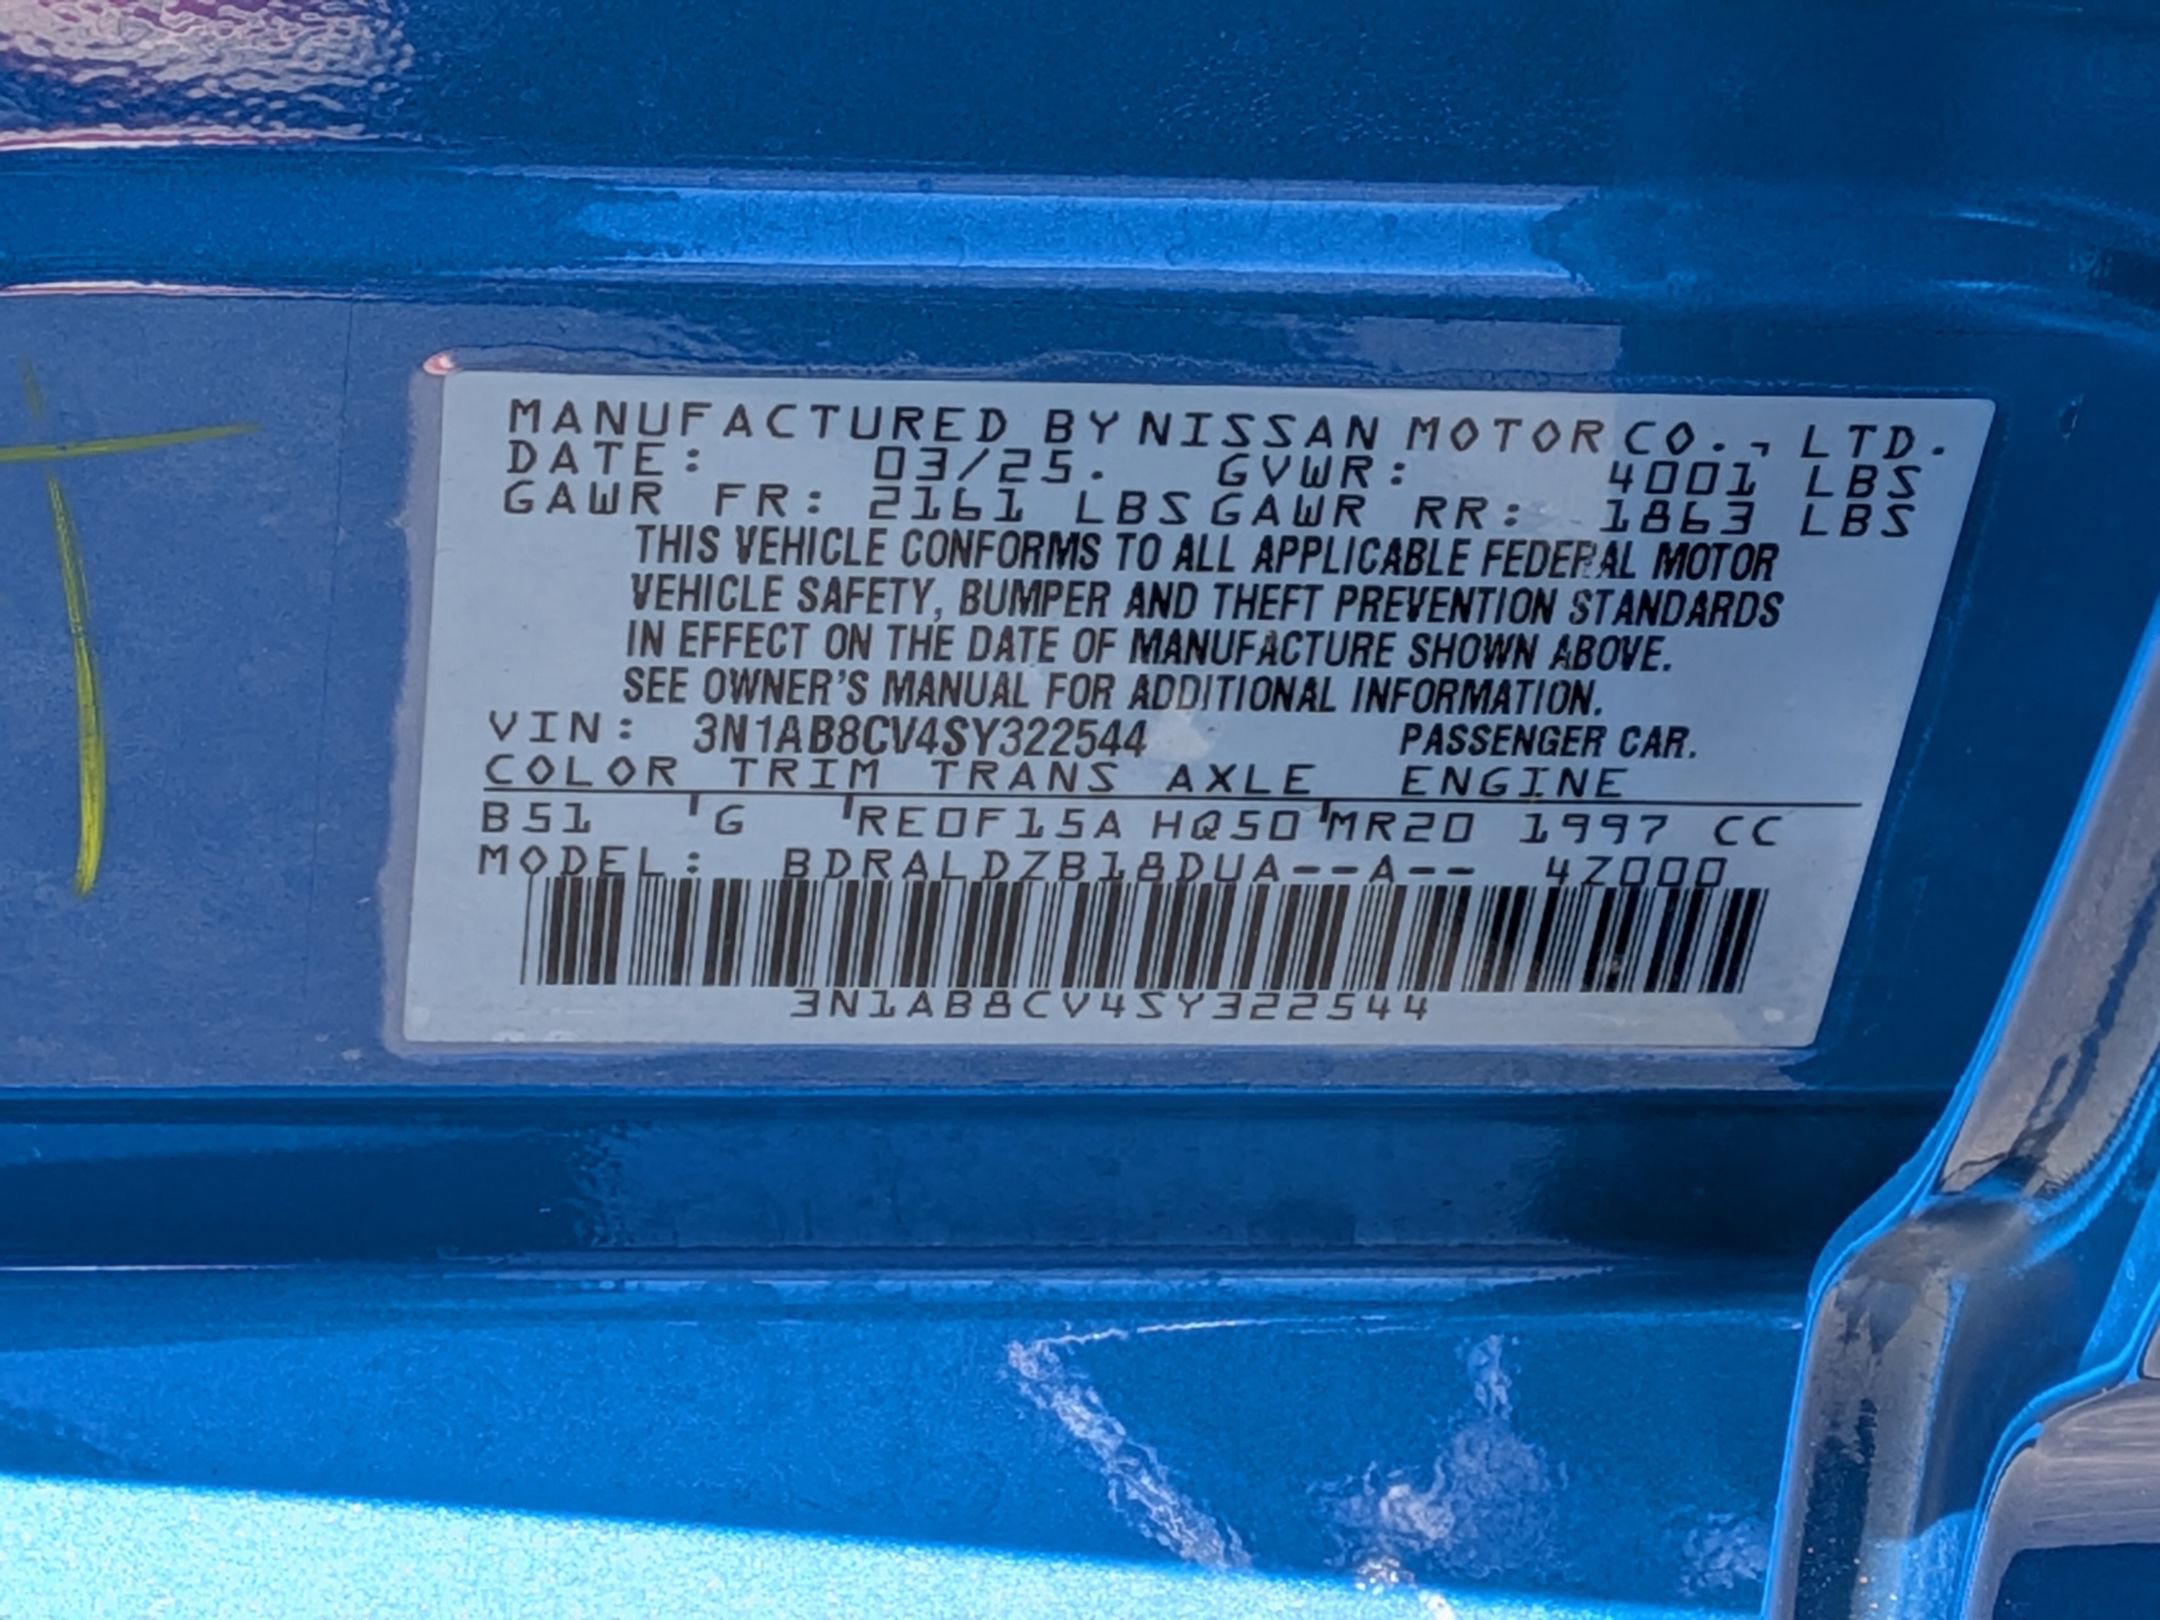 MANUFACTURED BY NISSAN MOTOR CO., LTD.
DATE: 03/25. GVWR: 4001 LBS
GAWR FR: 2161 LBS GAWR RR: 1863 LBS
THIS VEHICLE CONFORMS TO ALL APPLICABLE FEDERAL MOTOR
VEHICLE SAFETY, BUMPER AND THEFT PREVENTION STANDARDS
IN EFFECT ON THE DATE OF MANUFACTURE SHOWN ABOVE.
SEE OWNER'S MANUAL FOR ADDITIONAL INFORMATION.
VIN: 3N1AB8CV4SY322544 PASSENGER CAR.
COLOR TRIM TRANS AXLE ENGINE
B51 'G 'RE0F15A HQ50 'MR20 1997 CC
MODEL: BDRALDZB18DUA--A-- 4Z000
3N1AB8CV4SY322544